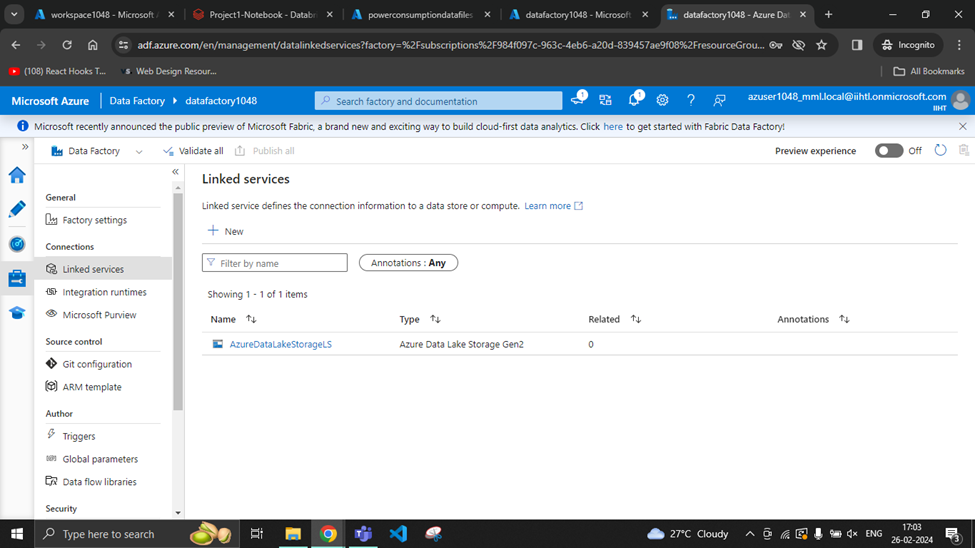 workspace1048 - Microsoft A
Project1-Notebook - Databri
powerconsumptiondatafiles
datafactory1048 - Microsoft
datafactory1048 - Azure Dat
adf.azure.com/en/management/datalinkedservices?factory=%2Fsubscriptions%2F984f097c-963c-4eb6-a20d-839457ae9f08%2FresourceGrou...
Incognito
(108) React Hooks T...
Web Design Resour...
All Bookmarks
Microsoft Azure
Data Factory
datafactory1048
Search factory and documentation
1
1
azuser1048_mml.local@iihtl.onmicrosoft.com
IIHT
Microsoft recently announced the public preview of Microsoft Fabric, a brand new and exciting way to build cloud-first data analytics. Click here to get started with Fabric Data Factory!
Data Factory
Validate all
Publish all
Preview experience
Off
General
Factory settings
Connections
Linked services
Integration runtimes
Microsoft Purview
Source control
Git configuration
ARM template
Author
Triggers
Global parameters
Data flow libraries
Security
Linked services
Linked service defines the connection information to a data store or compute. Learn more
New
Filter by name
Annotations : Any
Showing 1 - 1 of 1 items
Name Type Related Annotations
AzureDataLakeStorageLS Azure Data Lake Storage Gen2 0
Type here to search
27°C Cloudy
ENG
17:03
26-02-2024
3